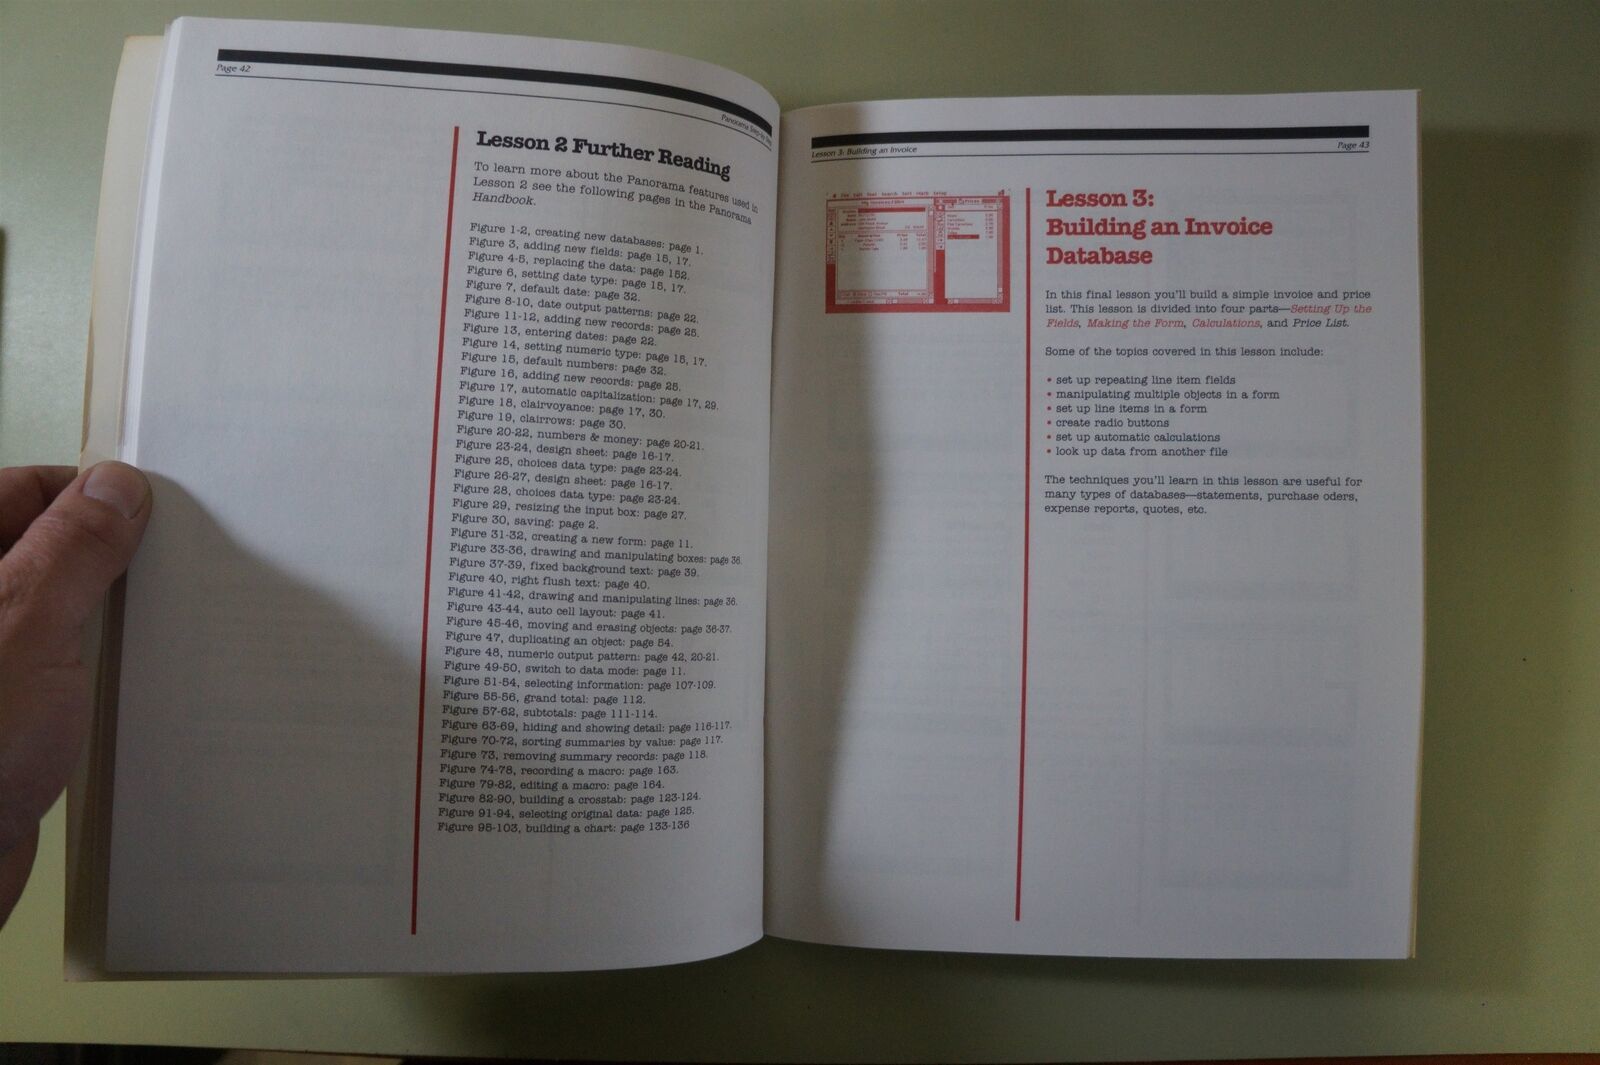 Page 42
Panorama Step-by-Step
Lesson 2 Further Reading
To learn more about the Panorama features used in
Lesson 2 see the following pages in the Panorama
Handbook.
Figure 1-2, creating new databases: page 1.
Figure 3, adding new fields: page 15, 17.
Figure 4-5, replacing the data: page 152.
Figure 6, setting date type: page 15, 17.
Figure 7, default date: page 32.
Figure 8-10, date output patterns: page 22.
Figure 11-12, adding new records: page 25.
Figure 13, entering dates: page 22.
Figure 14, setting numeric type: page 15, 17.
Figure 15, default numbers: page 32.
Figure 16, adding new records: page 25.
Figure 17, automatic capitalization: page 17, 29.
Figure 18, clairvoyance: page 17, 30.
Figure 19, clairrows: page 30.
Figure 20-22, numbers & money: page 20-21.
Figure 23-24, design sheet: page 16-17.
Figure 25, choices data type: page 23-24.
Figure 26-27, design sheet: page 16-17.
Figure 28, choices data type: page 23-24.
Figure 29, resizing the input box: page 27.
Figure 30, saving: page 2.
Figure 31-32, creating a new form: page 11.
Figure 33-36, drawing and manipulating boxes: page 36.
Figure 37-39, fixed background text: page 39.
Figure 40, right flush text: page 40.
Figure 41-42, drawing and manipulating lines: page 36.
Figure 43-44, auto cell layout: page 41.
Figure 45-46, moving and erasing objects: page 36-37.
Figure 47, duplicating an object: page 54.
Figure 48, numeric output pattern: page 42, 20-21.
Figure 49-50, switch to data mode: page 11.
Figure 51-54, selecting information: page 107-109.
Figure 55-56, grand total: page 112.
Figure 57-62, subtotals: page 111-114.
Figure 63-69, hiding and showing detail: page 116-117.
Figure 70-72, sorting summaries by value: page 117.
Figure 73, removing summary records: page 118.
Figure 74-78, recording a macro: page 163.
Figure 79-82, editing a macro: page 164.
Figure 82-90, building a crosstab: page 123-124.
Figure 91-94, selecting original data: page 125.
Figure 95-103, building a chart: page 133-136
Lesson 3: Building an Invoice
Page 43
File Edit Text Search Sort Math Setup
Lesson 3:
Building an Invoice
Database
In this final lesson you'll build a simple invoice and price
list. This lesson is divided into four parts—Setting Up the
Fields, Making the Form, Calculations, and Price List.
Some of the topics covered in this lesson include:
• set up repeating line item fields
• manipulating multiple objects in a form
• set up line items in a form
• create radio buttons
• set up automatic calculations
• look up data from another file
The techniques you'll learn in this lesson are useful for
many types of databases—statements, purchase oders,
expense reports, quotes, etc.